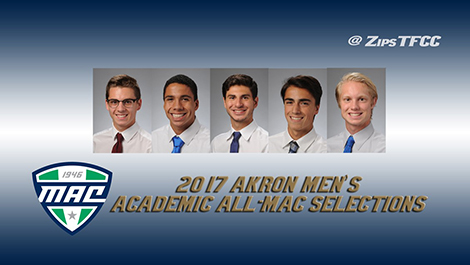 @ ZipsTFCC
1946
MAC
2017 AKRON MEN'S
ACADEMIC ALL-MAC SELECTIONS